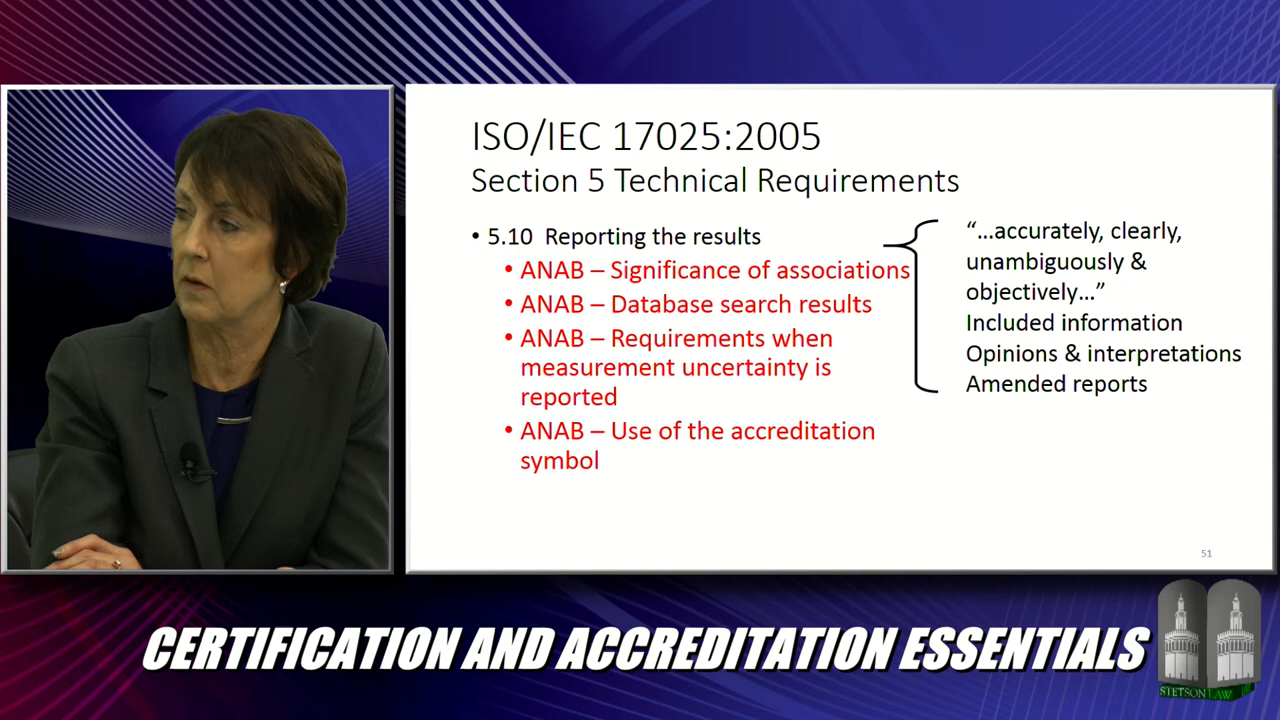 ISO/IEC 17025:2005
Section 5 Technical Requirements
• 5.10 Reporting the results
• ANAB – Significance of associations
• ANAB – Database search results
• ANAB – Requirements when
measurement uncertainty is
reported
• ANAB – Use of the accreditation
symbol
“…accurately, clearly,
unambiguously &
objectively…”
Included information
Opinions & interpretations
Amended reports
51
CERTIFICATION AND ACCREDITATION ESSENTIALS
STETSON LAW